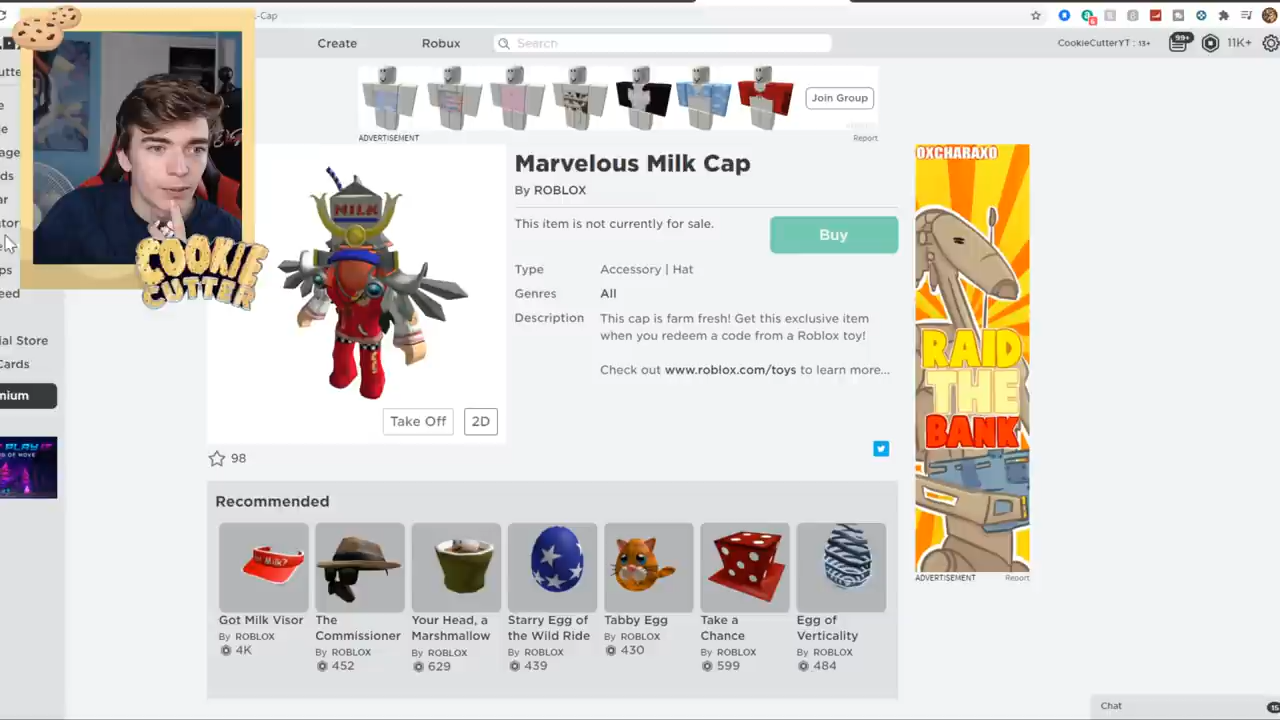 -Cap
Create
Robux
Search
CookieCutterYT : 13+
99+
11K+
Join Group
ADVERTISEMENT
Report
COOKIE
CUTTER
MILK
Marvelous Milk Cap
By ROBLOX
This item is not currently for sale.
Buy
Type
Accessory | Hat
Genres
All
Description
This cap is farm fresh! Get this exclusive item
when you redeem a code from a Roblox toy!
Check out www.roblox.com/toys to learn more...
Take Off
2D
98
OXCHARAXO
RAID
THE
BANK
ADVERTISEMENT
Report
ial Store
Cards
mium
Recommended
Got Milk Visor
By ROBLOX
4K
The
Commissioner
By ROBLOX
452
Your Head, a
Marshmallow
By ROBLOX
629
Starry Egg of
the Wild Ride
By ROBLOX
439
Tabby Egg
By ROBLOX
430
Take a
Chance
By ROBLOX
599
Egg of
Verticality
By ROBLOX
484
Chat
15